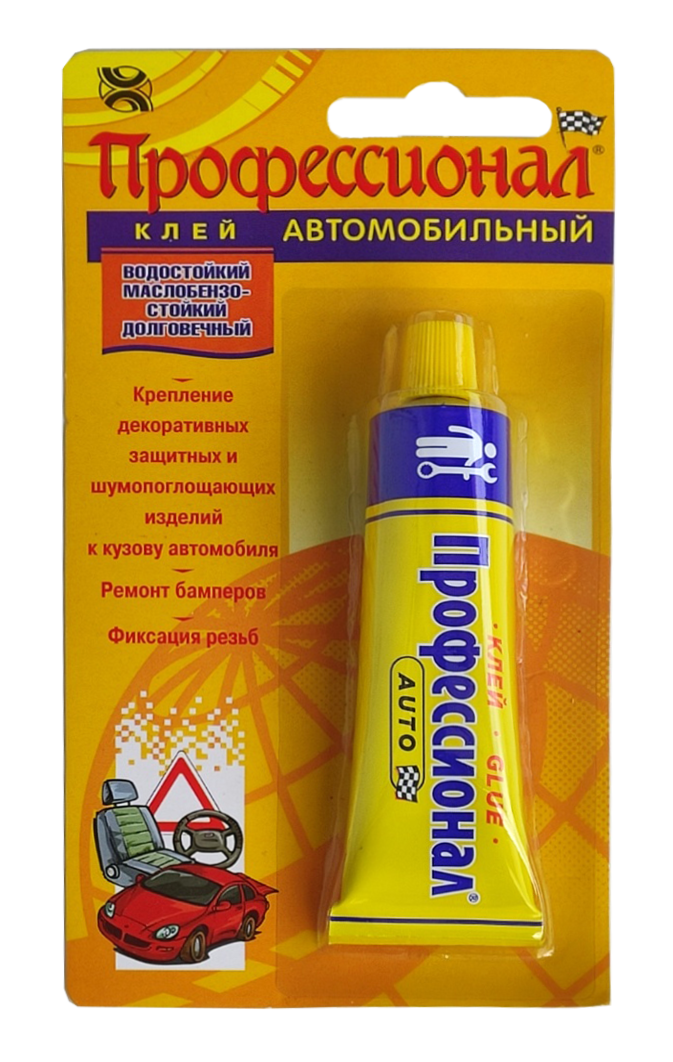 Профессионал®
КЛЕЙ АВТОМОБИЛЬНЫЙ
ВОДОСТОЙКИЙ
МАСЛОБЕНЗО-
СТОЙКИЙ
ДОЛГОВЕЧНЫЙ
Крепление
декоративных
защитных и
шумопоглощающих
изделий
к кузову автомобиля
Ремонт бамперов
Фиксация резьб
· КЛЕЙ · GLUE ·
Профессионал®
AUTO